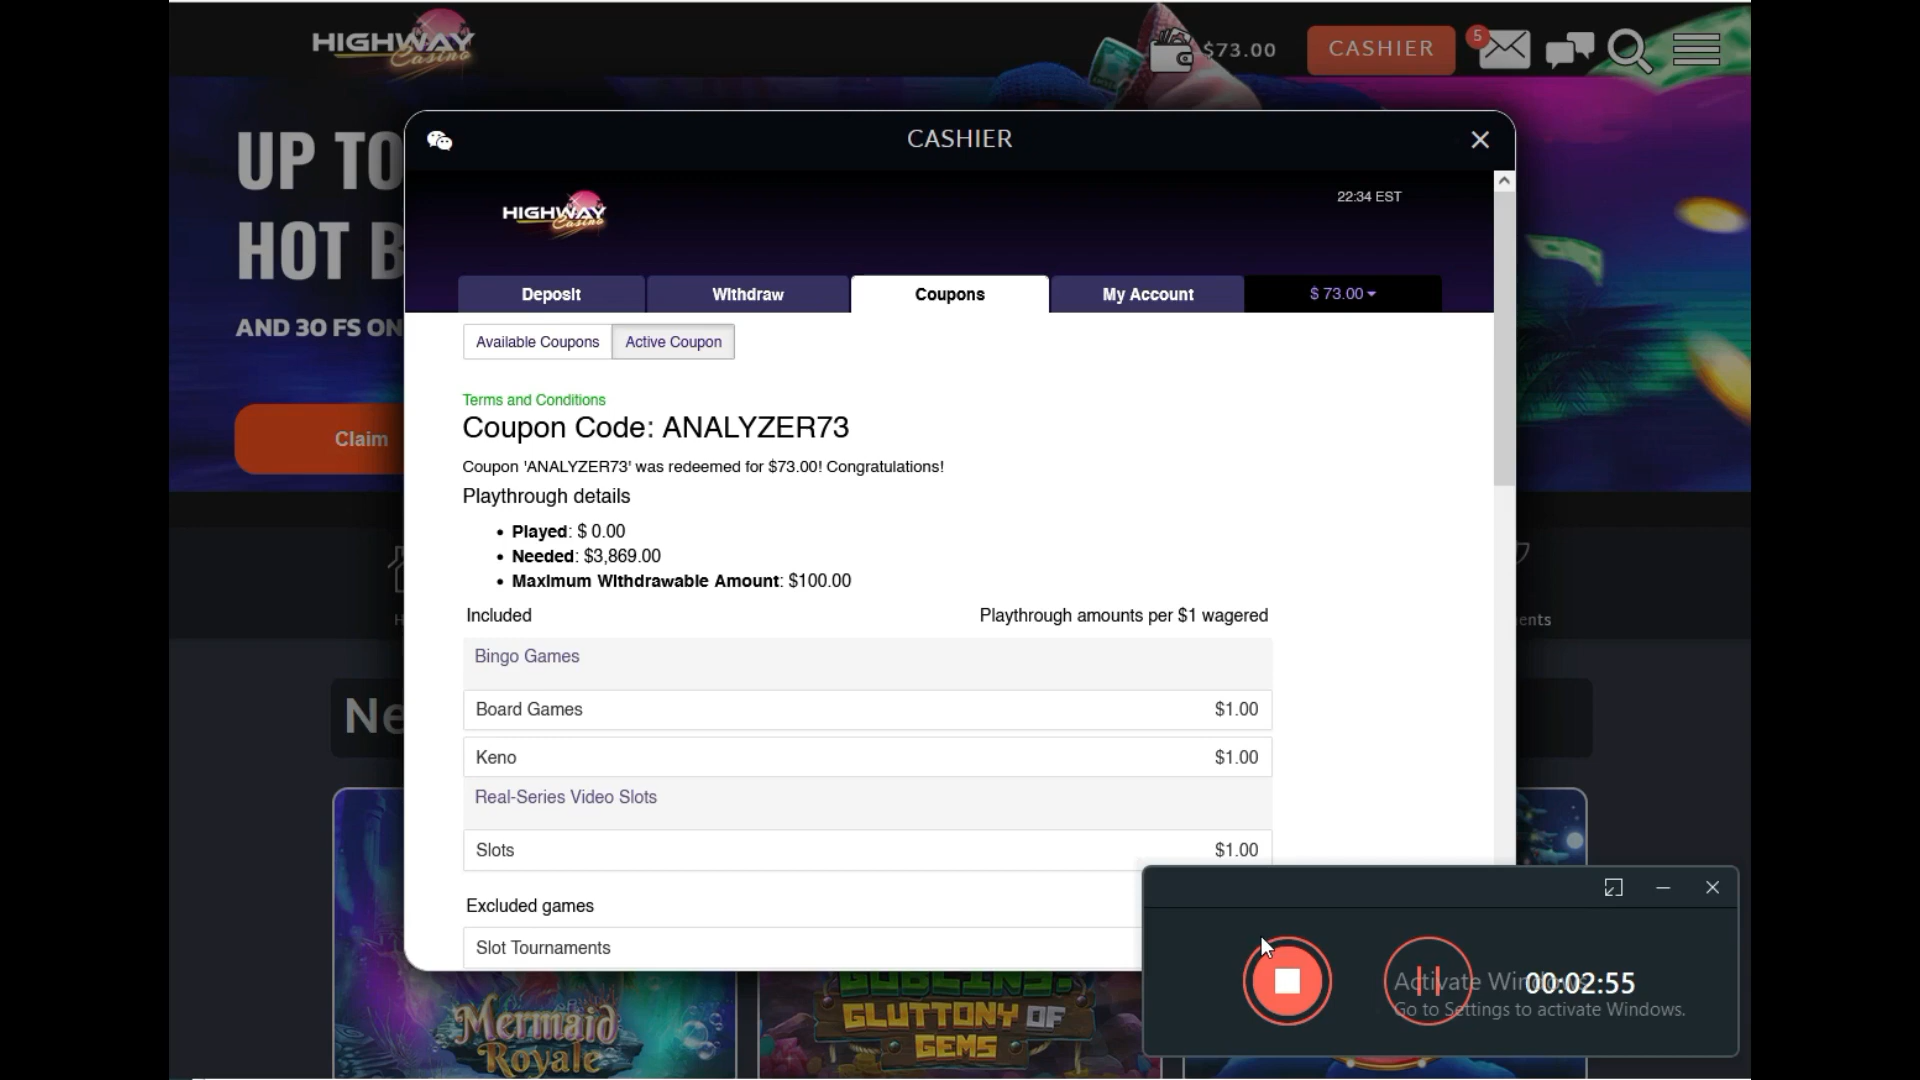 HIGHWAY
Casino
$73.00
CASHIER
5
UP TO
HOT B
AND 30 FS ON
Claim
CASHIER
HIGHWAY
Casino
22:34 EST
Deposit
Withdraw
Coupons
My Account
$ 73.00
Available Coupons
Active Coupon
Terms and Conditions
Coupon Code: ANALYZER73
Coupon 'ANALYZER73' was redeemed for $73.00! Congratulations!
Playthrough details
• Played: $ 0.00
• Needed: $3,869.00
• Maximum Withdrawable Amount: $100.00
Included
Playthrough amounts per $1 wagered
Bingo Games
Board Games $1.00
Keno $1.00
Real-Series Video Slots
Slots $1.00
Excluded games
Slot Tournaments
H
ents
Ne
Mermaid
Royale
GOBLINS:
GLUTTONY OF
GEMS
00:02:55
Activate Windows
Go to Settings to activate Windows.